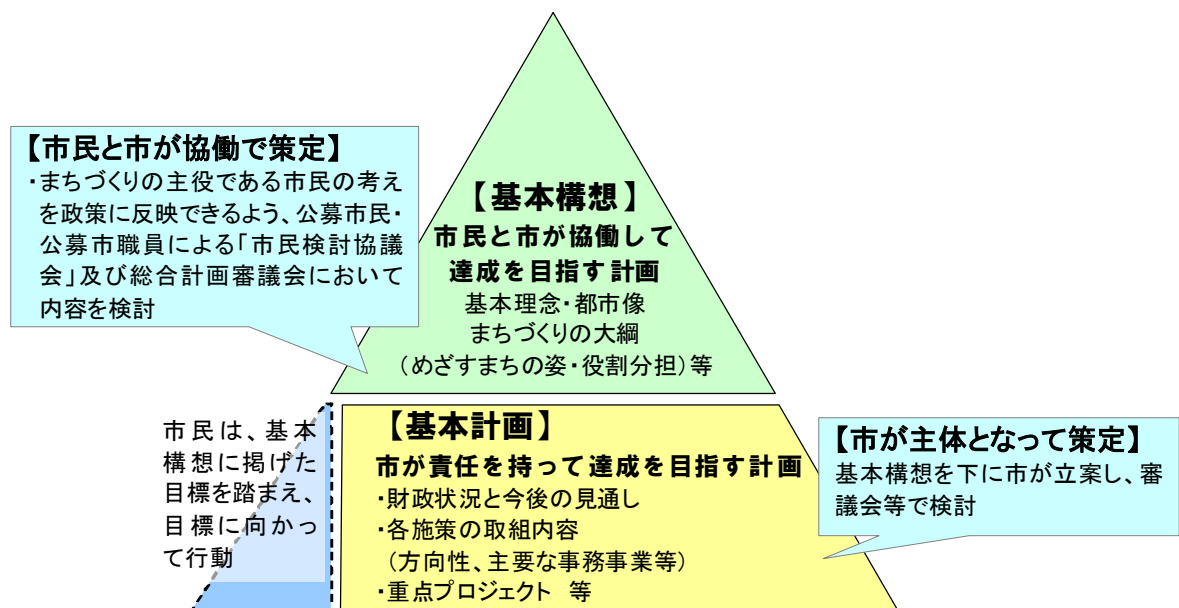 【市民と市が協働で策定】
・まちづくりの主役である市民の考え
を政策に反映できるよう、公募市民・
公募市職員による「市民検討協議
会」及び総合計画審議会において
内容を検討
【基本構想】
市民と市が協働して
達成を目指す計画
基本理念・都市像
まちづくりの大綱
（めざすまちの姿・役割分担）等
市民は、基本
構想に掲げた
目標を踏まえ、
目標に向かっ
て行動
【基本計画】
市が責任を持って達成を目指す計画
・財政状況と今後の見通し
・各施策の取組内容
（方向性、主要な事務事業等）
・重点プロジェクト　等
【市が主体となって策定】
基本構想を下に市が立案し、審
議会等で検討